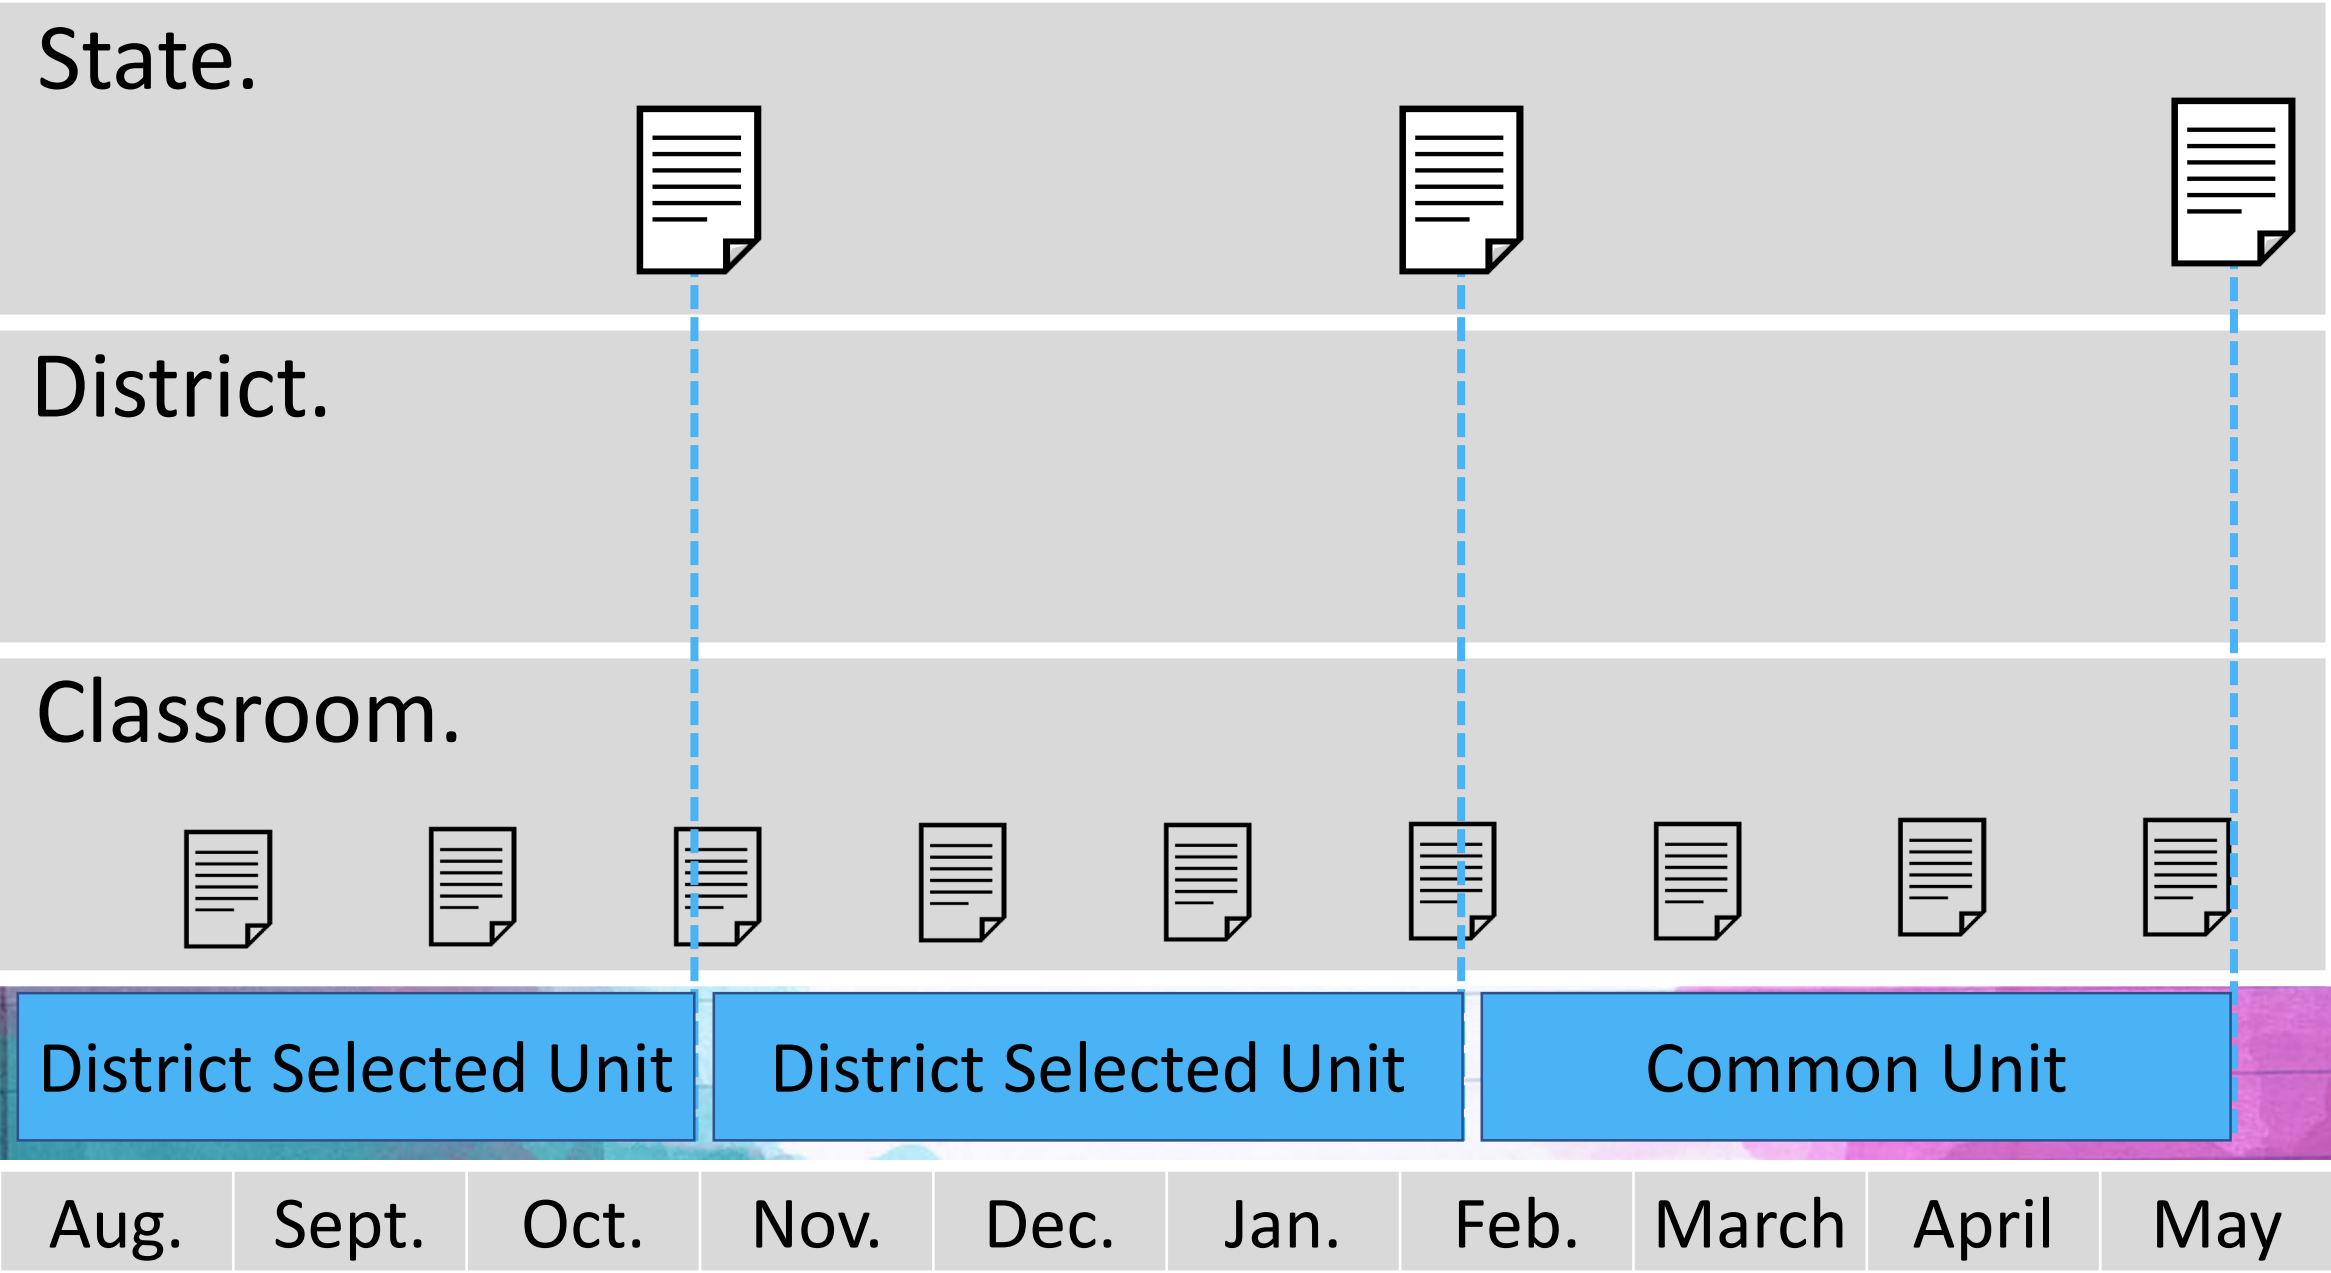 State.
District.
Classroom.
District Selected Unit
District Selected Unit
Common Unit
Aug.
Sept.
Oct.
Nov.
Dec.
Jan.
Feb.
March
April
May